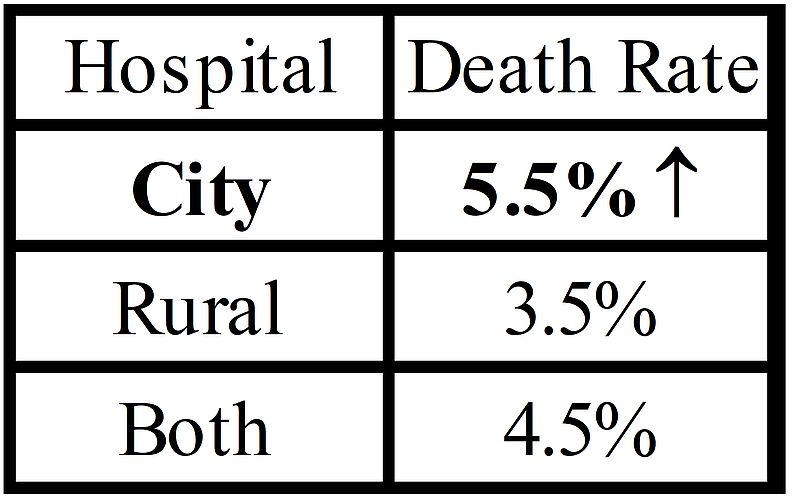 Hospital Death Rate
City 5.5% ↑
Rural 3.5%
Both 4.5%